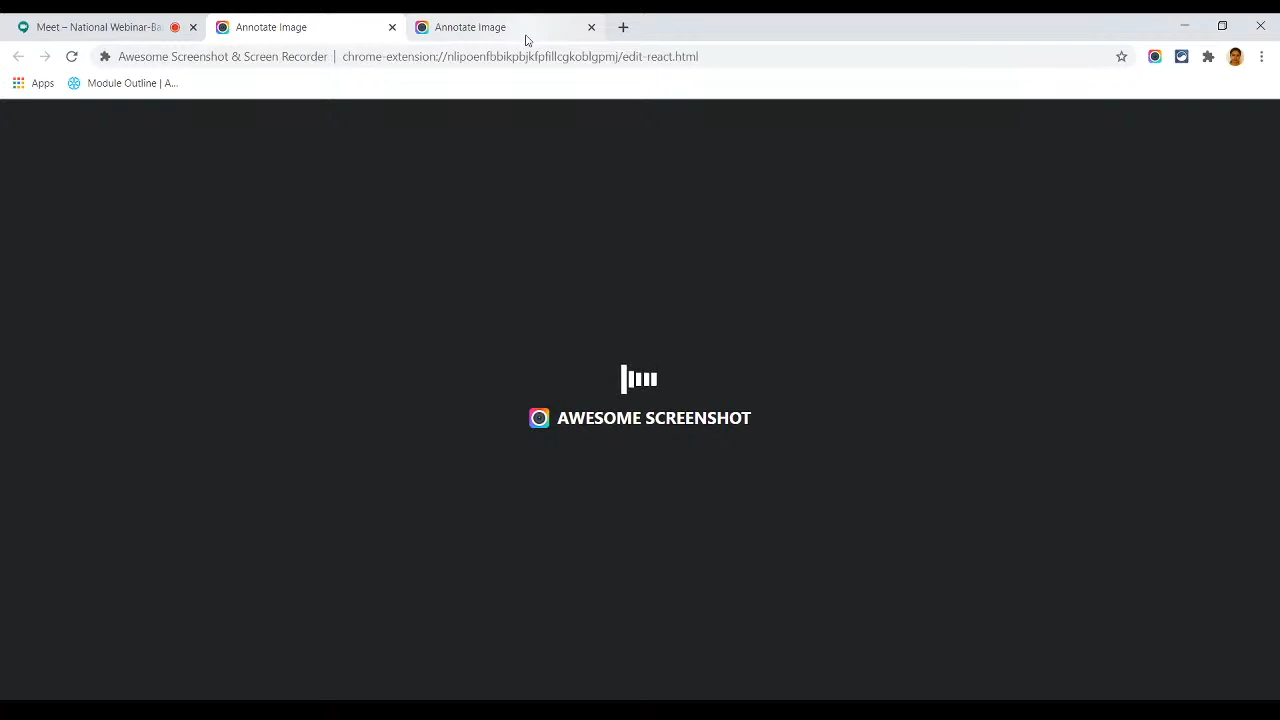 Meet – National Webinar-Ba
Annotate Image
Annotate Image
Awesome Screenshot & Screen Recorder | chrome-extension://nlipoenfbbikpbjkfpfillcgkoblgpmj/edit-react.html
Apps
Module Outline | A...
AWESOME SCREENSHOT